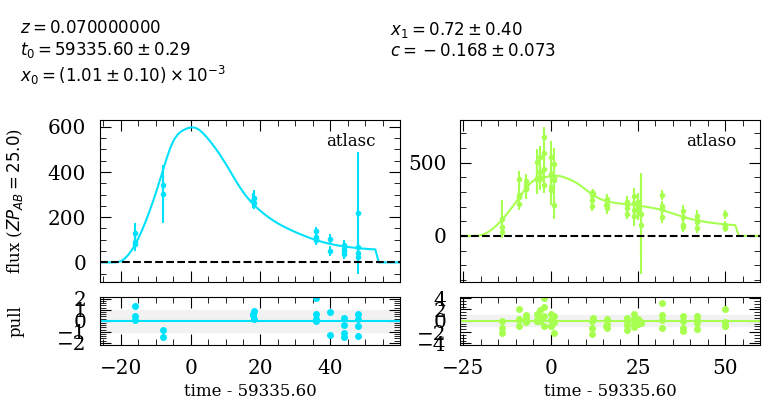 z = 0.070000000
t₀ = 59335.60 ± 0.29
x₀ = (1.01 ± 0.10) × 10⁻³
x₁ = 0.72 ± 0.40
c = −0.168 ± 0.073
flux (ZP_AB = 25.0)
600
400
200
0
atlasc
500
0
atlaso
pull
2
1
0
−1
−2
−20 0 20 40
time - 59335.60
4
2
0
−2
−4
−25 0 25 50
time - 59335.60